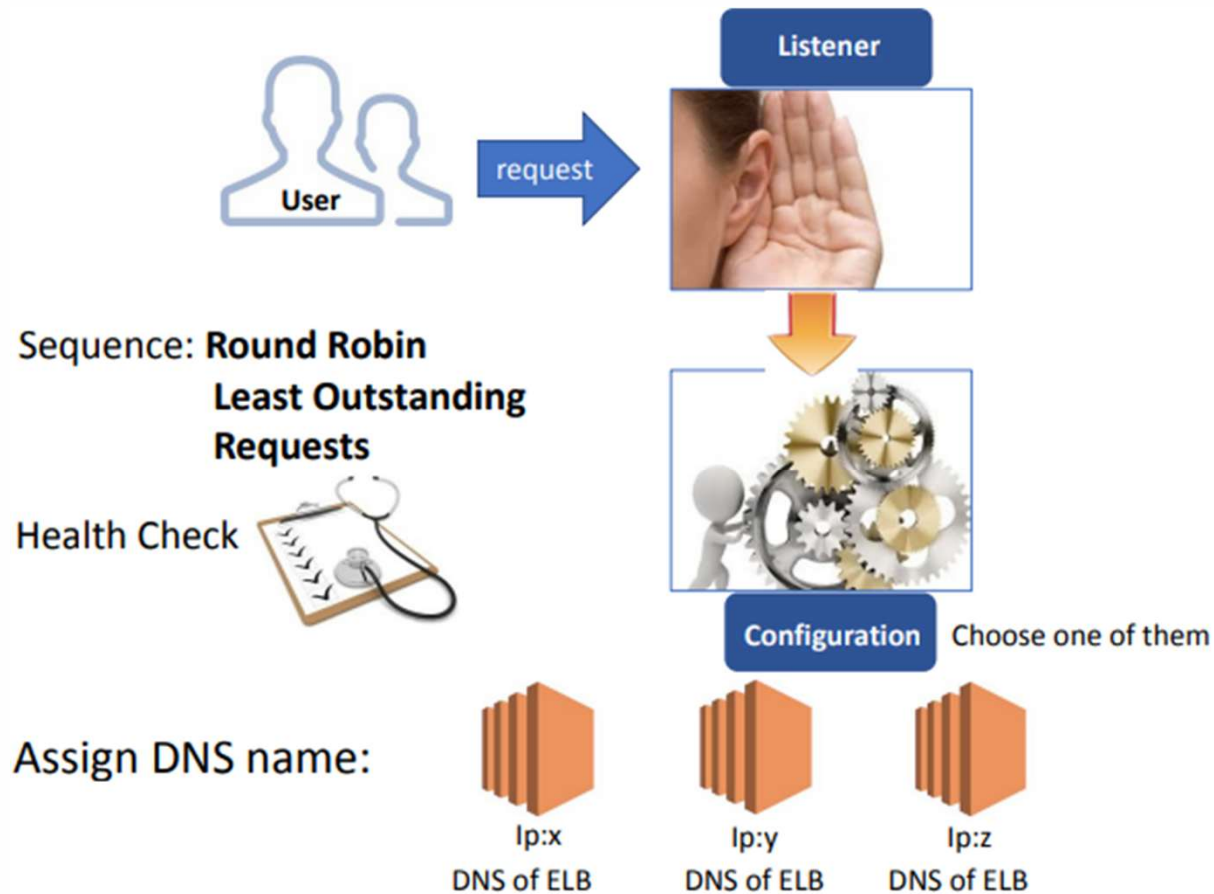 Listener
User
request
Sequence: Round Robin
Least Outstanding
Requests
Health Check
Configuration
Choose one of them
Assign DNS name:
Ip:x
Ip:y
Ip:z
DNS of ELB
DNS of ELB
DNS of ELB